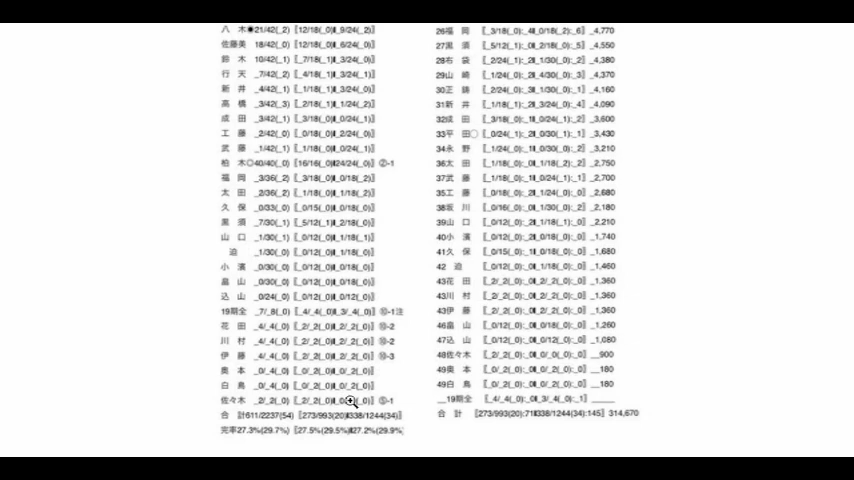 八　木◉21/42(_2)〖12/18(_0)‖_9/24(_2)〗
佐藤美 18/42(_0)〖12/18(_0)‖_6/24(_0)〗
鈴　木 10/42(_1)〖_7/18(_1)‖_3/24(_0)〗
行　天 _7/42(_2)〖_4/18(_1)‖_3/24(_1)〗
新　井 _4/42(_1)〖_1/18(_0)‖_3/24(_1)〗
高　橋 _3/42(_3)〖_2/18(_1)‖_1/24(_2)〗
成　田 _3/42(_1)〖_3/18(_0)‖_0/24(_1)〗
工　藤 _2/42(_0)〖_0/18(_0)‖_2/24(_0)〗
武　藤 _1/42(_1)〖_1/18(_0)‖_0/24(_1)〗
柏　木◎40/40(_0)〖16/16(_0)‖24/24(_0)〗②-1
福　岡 _3/36(_2)〖_3/18(_0)‖_0/18(_2)〗
太　田 _2/36(_2)〖_1/18(_0)‖_1/18(_2)〗
久　保 _0/33(_0)〖_0/15(_0)‖_0/18(_0)〗
黒　須 _7/30(_1)〖_5/12(_1)‖_2/18(_0)〗
山　口 _1/30(_1)〖_0/12(_0)‖_1/18(_1)〗
　迫　 _1/30(_0)〖_0/12(_0)‖_1/18(_0)〗
小　濱 _0/30(_0)〖_0/12(_0)‖_0/18(_0)〗
畠　山 _0/30(_0)〖_0/12(_0)‖_0/18(_0)〗
込　山 _0/24(_0)〖_0/12(_0)‖_0/12(_0)〗
19期全 _7/_8(_0)〖_4/_4(_0)‖_3/_4(_0)〗⑩-1注
花　田 _4/_4(_0)〖_2/_2(_0)‖_2/_2(_0)〗⑩-2
川　村 _4/_4(_0)〖_2/_2(_0)‖_2/_2(_0)〗⑩-2
伊　藤 _4/_4(_0)〖_2/_2(_0)‖_2/_2(_0)〗⑩-3
奥　本 _0/_4(_0)〖_0/_2(_0)‖_0/_2(_0)〗
白　鳥 _0/_4(_0)〖_0/_2(_0)‖_0/_2(_0)〗
佐々木 _2/_2(_0)〖_2/_2(_0)‖_0/(_0)〗⑤-1
合　計611/2237(54)〖273/993(20)‖338/1244(34)〗
完率27.3%(29.7%)〖27.5%(29.5%)‖27.2%(29.9%)
26福　岡〖_3/18(_0):_4‖_0/18(_2):_6〗_4,770
27黒　須〖_5/12(_1):_0‖_2/18(_0):_5〗_4,550
28右　袋〖_2/24(_1):_2‖_1/30(_0):_2〗_4,380
29山　崎〖_1/24(_0):_2‖_4/30(_0):_3〗_4,370
30正　鋳〖_2/24(_1):_1‖_1/30(_0):_1〗_4,160
31新　井〖_1/18(_1):_2‖_3/24(_0):_4〗_4,090
32成　田〖_3/18(_0):_0‖_0/24(_1):_2〗_3,600
33平　田〇〖_0/24(_1):_2‖_0/30(_1):_1〗_3,430
34永　野〖_1/24(_0):_1‖_0/30(_0):_2〗_3,210
36太　田〖_1/18(_0):_0‖_1/18(_2):_2〗_2,750
37武　藤〖_1/18(_0):_1‖_0/24(_1):_0〗_2,700
35工　藤〖_0/18(_0):_2‖_1/24(_0):_0〗_2,680
38坂　川〖_0/16(_0):_0‖_1/30(_0):_2〗_2,180
39山　口〖_0/12(_0):_2‖_1/18(_1):_0〗_2,210
40小　濱〖_0/12(_0):_2‖_0/18(_0):_0〗_1,740
41久　保〖_0/15(_0):_1‖_0/18(_0):_0〗_1,680
42　迫　〖_0/12(_0):_0‖_1/18(_0):_0〗_1,460
43花　田〖_2/_2(_0):_0‖_2/_2(_0):_0〗_1,360
43川　村〖_2/_2(_0):_0‖_2/_2(_0):_0〗_1,360
43伊　藤〖_2/_2(_0):_0‖_2/_2(_0):_0〗_1,360
46畠　山〖_0/12(_0):_0‖_0/18(_0):_0〗_1,260
47込　山〖_0/12(_0):_0‖_0/12(_0):_0〗_1,080
48佐々木〖_2/_2(_0):_0‖_0/_0(_0):_0〗__900
49奥　本〖_0/_2(_0):_0‖_0/_2(_0):_0〗__180
49白　鳥〖_0/_2(_0):_0‖_0/_2(_0):_0〗__180
__19期全〖_4/_4(_0):_0‖_3/_4(_0):_1〗_____
合　計〖273/993(20):71‖338/1244(34):145〗314,670